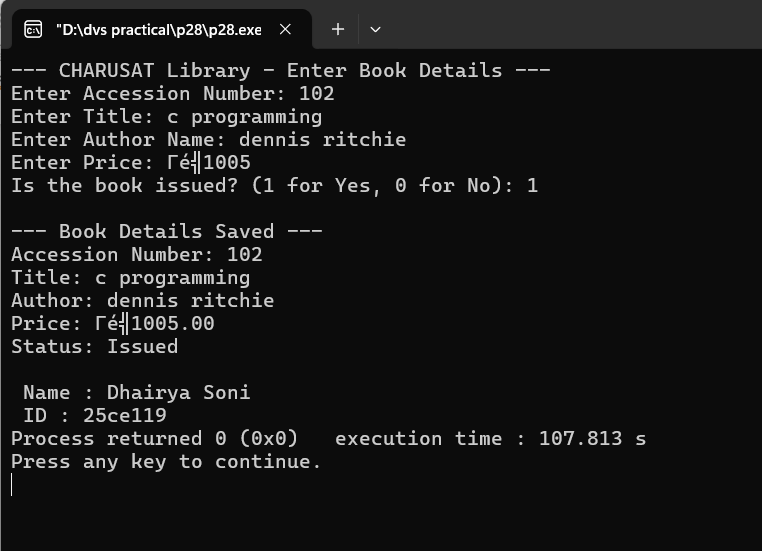 "D:\dvs practical\p28\p28.exe
--- CHARUSAT Library - Enter Book Details ---
Enter Accession Number: 102
Enter Title: c programming
Enter Author Name: dennis ritchie
Enter Price: Γé╣1005
Is the book issued? (1 for Yes, 0 for No): 1
--- Book Details Saved ---
Accession Number: 102
Title: c programming
Author: dennis ritchie
Price: Γé╣1005.00
Status: Issued
Name : Dhairya Soni
ID : 25ce119
Process returned 0 (0x0)   execution time : 107.813 s
Press any key to continue.